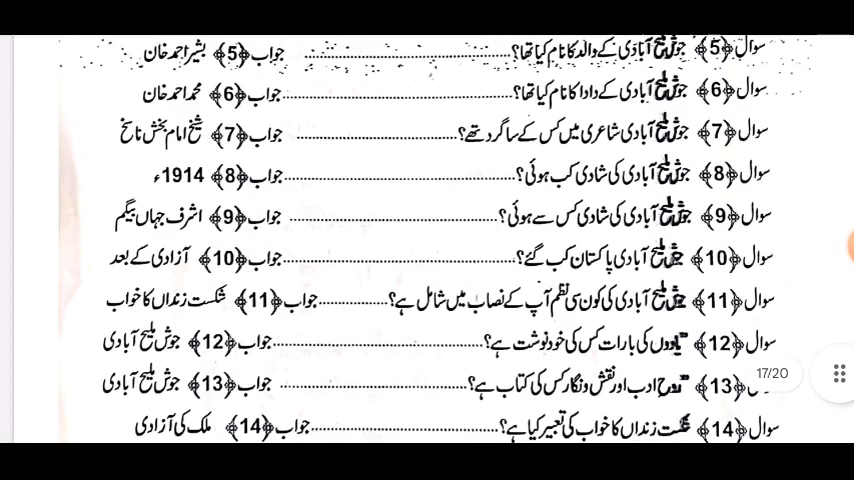 سوال ﴿5﴾ جوش ملیح آبادی کے والد کا نام کیا تھا؟ جواب ﴿5﴾ بشیر احمد خان
سوال ﴿6﴾ جوش ملیح آبادی کے دادا کا نام کیا تھا؟ جواب ﴿6﴾ محمد احمد خان
سوال ﴿7﴾ جوش ملیح آبادی شاعری میں کس کے ساگرد تھے؟ جواب ﴿7﴾ شیخ امام بخش ناسخ
سوال ﴿8﴾ جوش ملیح آبادی کی شادی کب ہوئی؟ جواب ﴿8﴾ 1914ء
سوال ﴿9﴾ جوش ملیح آبادی کی شادی کس سے ہوئی؟ جواب ﴿9﴾ اشرف جہاں بیگم
سوال ﴿10﴾ جوش ملیح آبادی پاکستان کب گئے؟ جواب ﴿10﴾ آزادی کے بعد
سوال ﴿11﴾ جوش ملیح آبادی کی کون سی نظم آپ کے نصاب میں شامل ہے؟ جواب ﴿11﴾ شکست زنداں کا خواب
سوال ﴿12﴾ یادوں کی بارات کس کی خود نوشت ہے؟ جواب ﴿12﴾ جوش ملیح آبادی
﴿13﴾ روح ادب اور نقش و نگار کس کی کتاب ہے؟ جواب ﴿13﴾ جوش ملیح آبادی
17/20
سوال ﴿14﴾ شکست زنداں کا خواب کی تعبیر کیا ہے؟ جواب ﴿14﴾ ملک کی آزادی